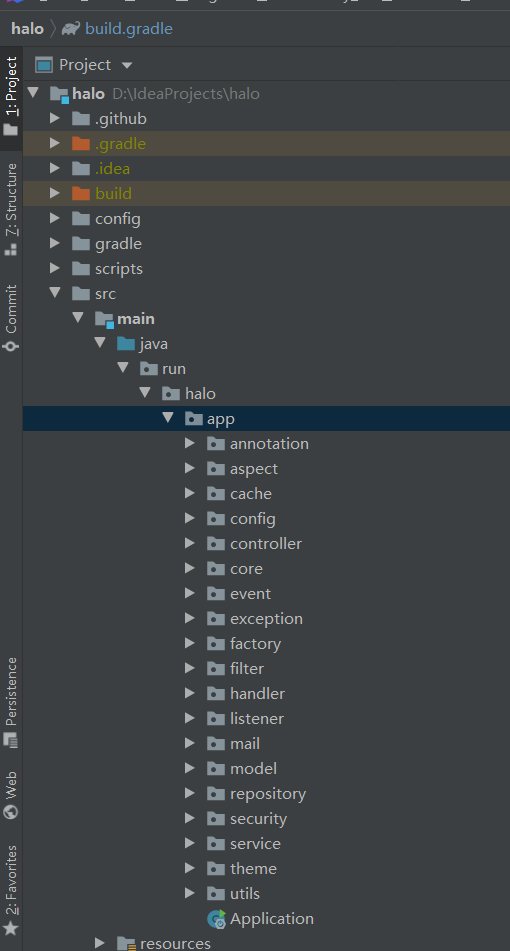 halo build.gradle
1: Project
Project
halo D:\IdeaProjects\halo
.github
.gradle
.idea
build
config
gradle
scripts
src
main
java
run
halo
app
annotation
aspect
cache
config
controller
core
event
exception
factory
filter
handler
listener
mail
model
repository
security
service
theme
utils
Application
resources
7: Structure
Commit
Persistence
Web
2: Favorites